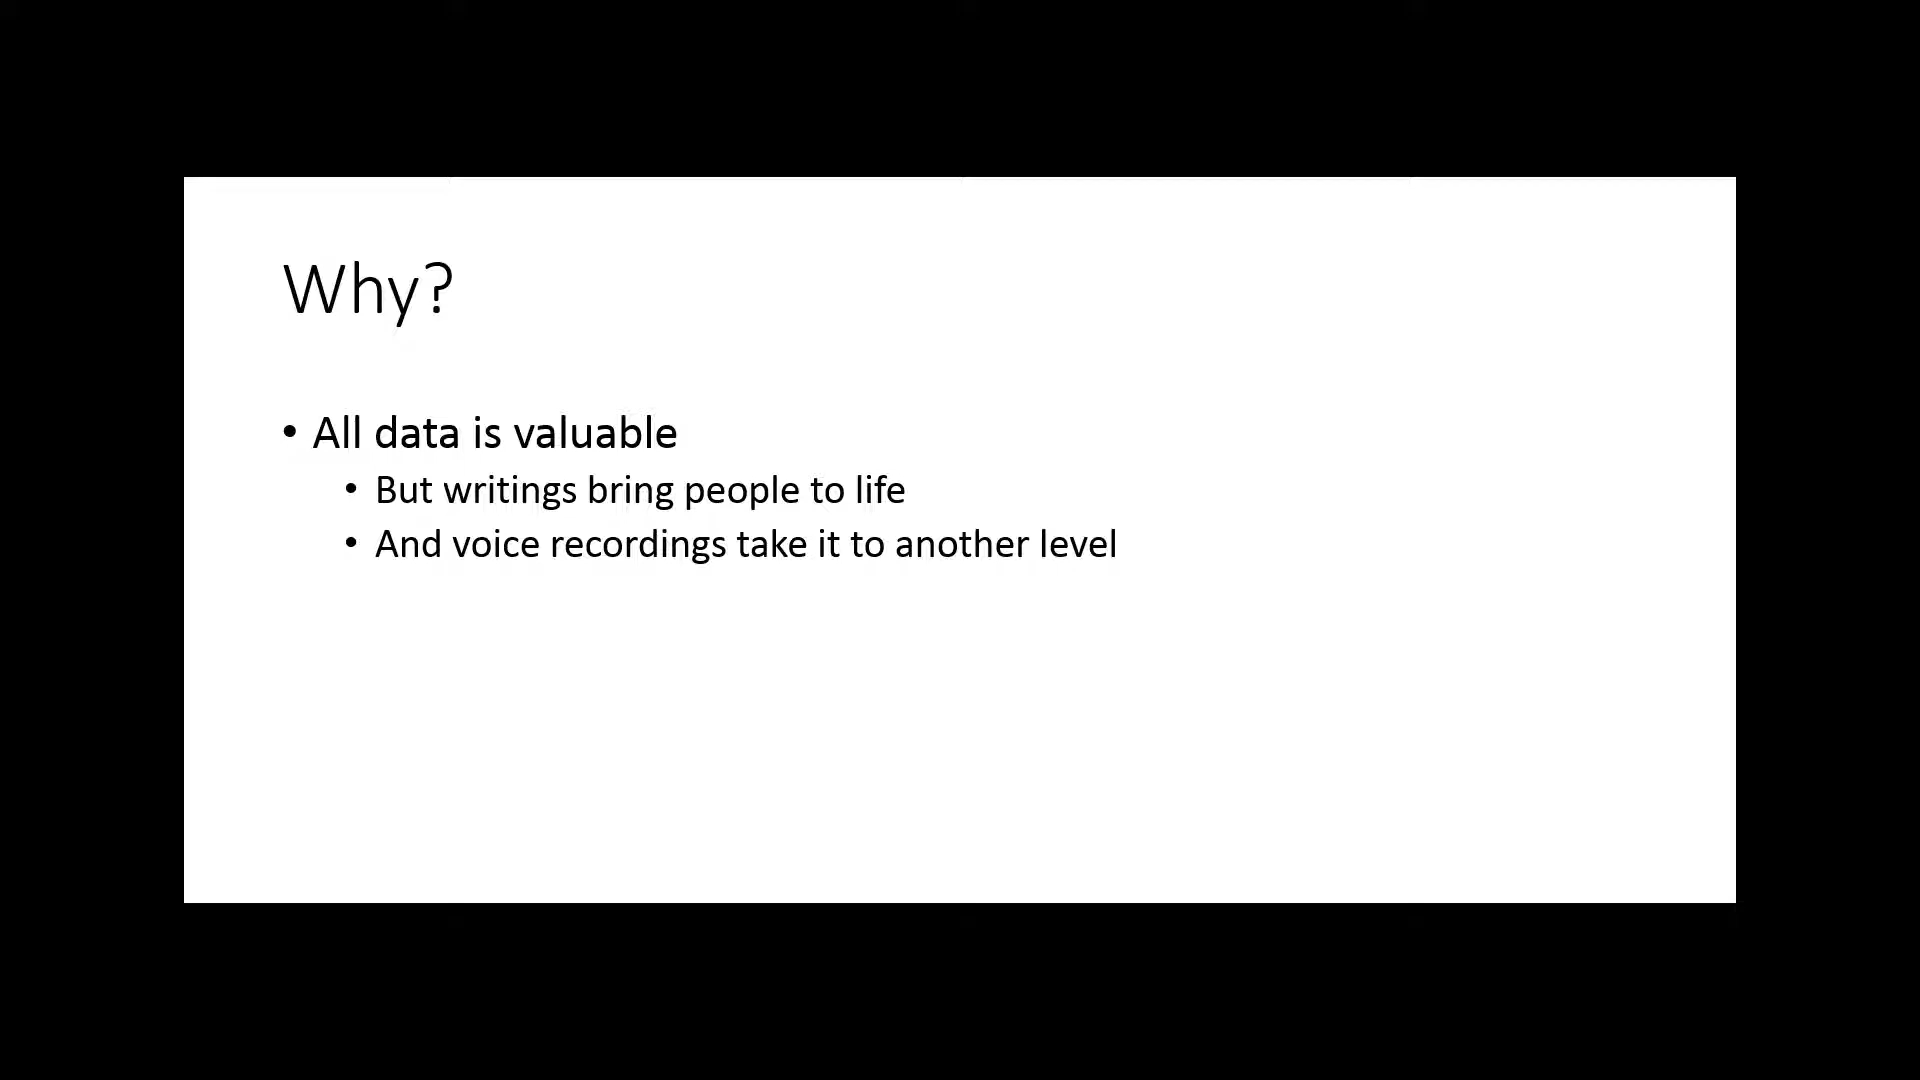 Why?
• All data is valuable
• But writings bring people to life
• And voice recordings take it to another level